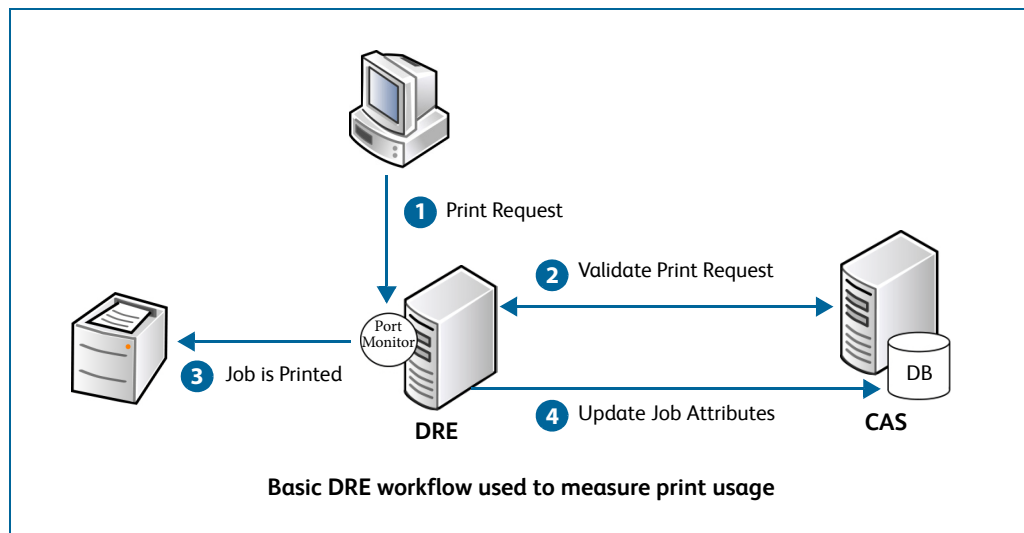 1 Print Request
2 Validate Print Request
Port
Monitor
3 Job is Printed
DB
4 Update Job Attributes
DRE
CAS
Basic DRE workflow used to measure print usage